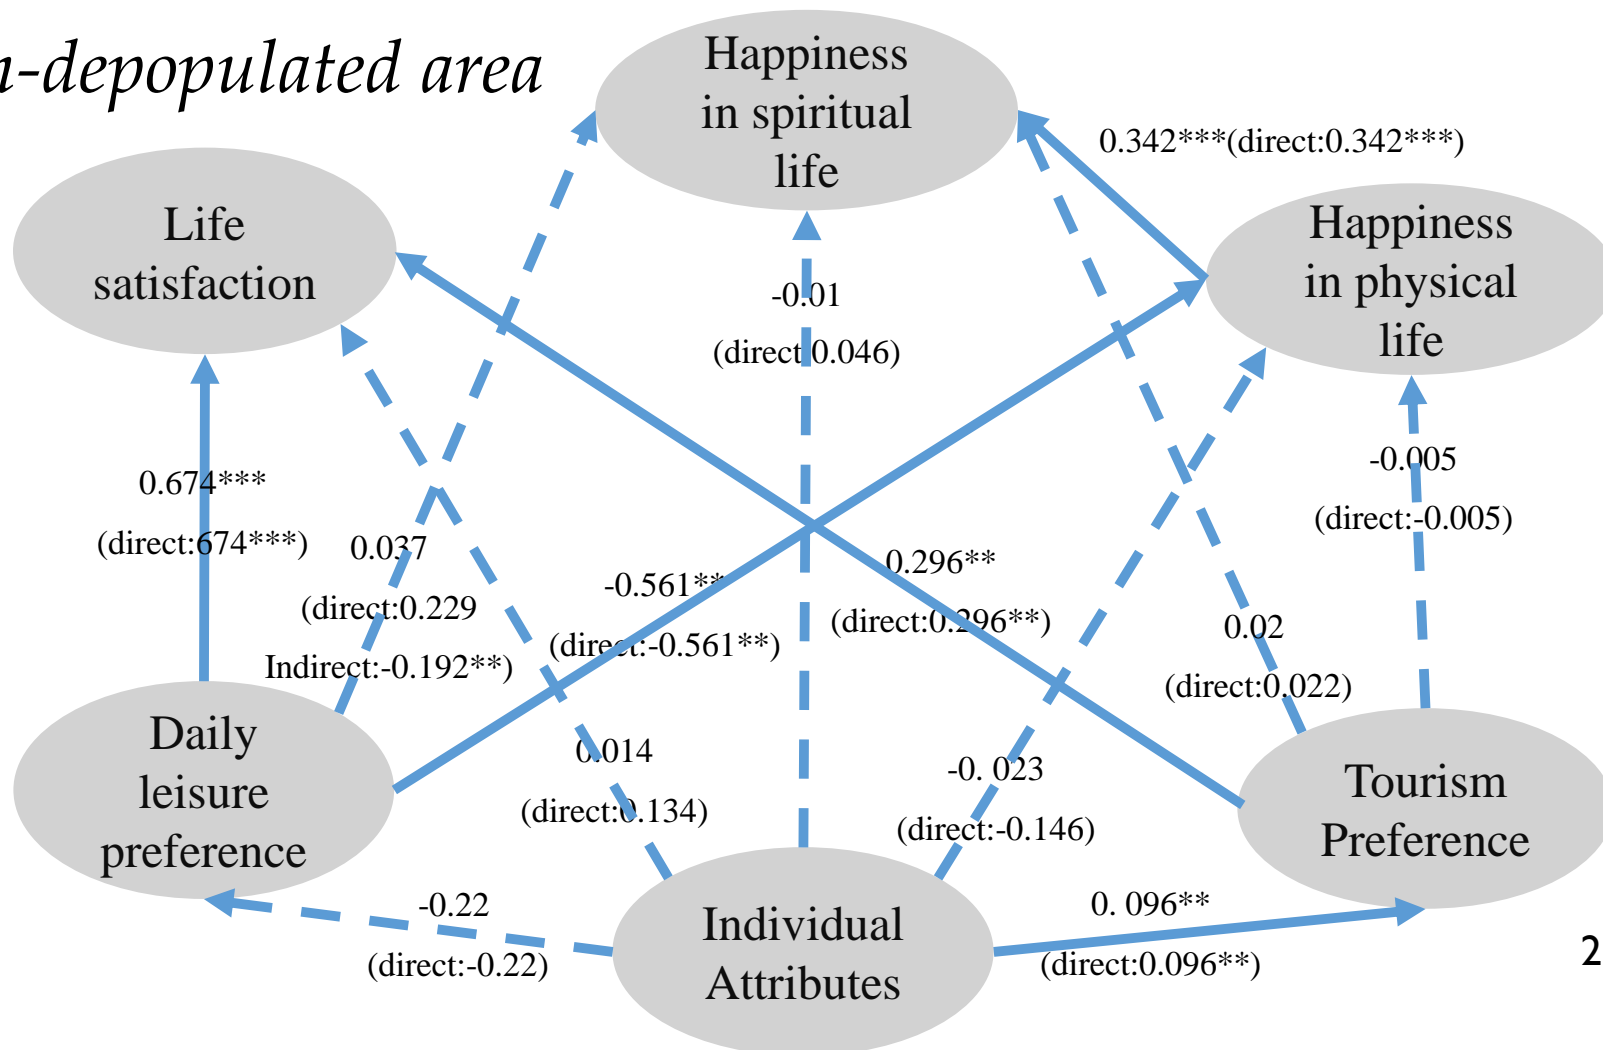 n-depopulated area
Happiness
in spiritual
life
0.342***(direct:0.342***)
Life
satisfaction
Happiness
in physical
life
-0.01
(direct:0.046)
0.674***
(direct:674***)
-0.005
(direct:-0.005)
0.037
(direct:0.229
Indirect:-0.192**)
-0.561**
(direct:-0.561**)
0.296**
(direct:0.296**)
0.02
(direct:0.022)
Daily
leisure
preference
0.014
(direct:0.134)
-0. 023
(direct:-0.146)
Tourism
Preference
-0.22
(direct:-0.22)
Individual
Attributes
0. 096**
(direct:0.096**)
2